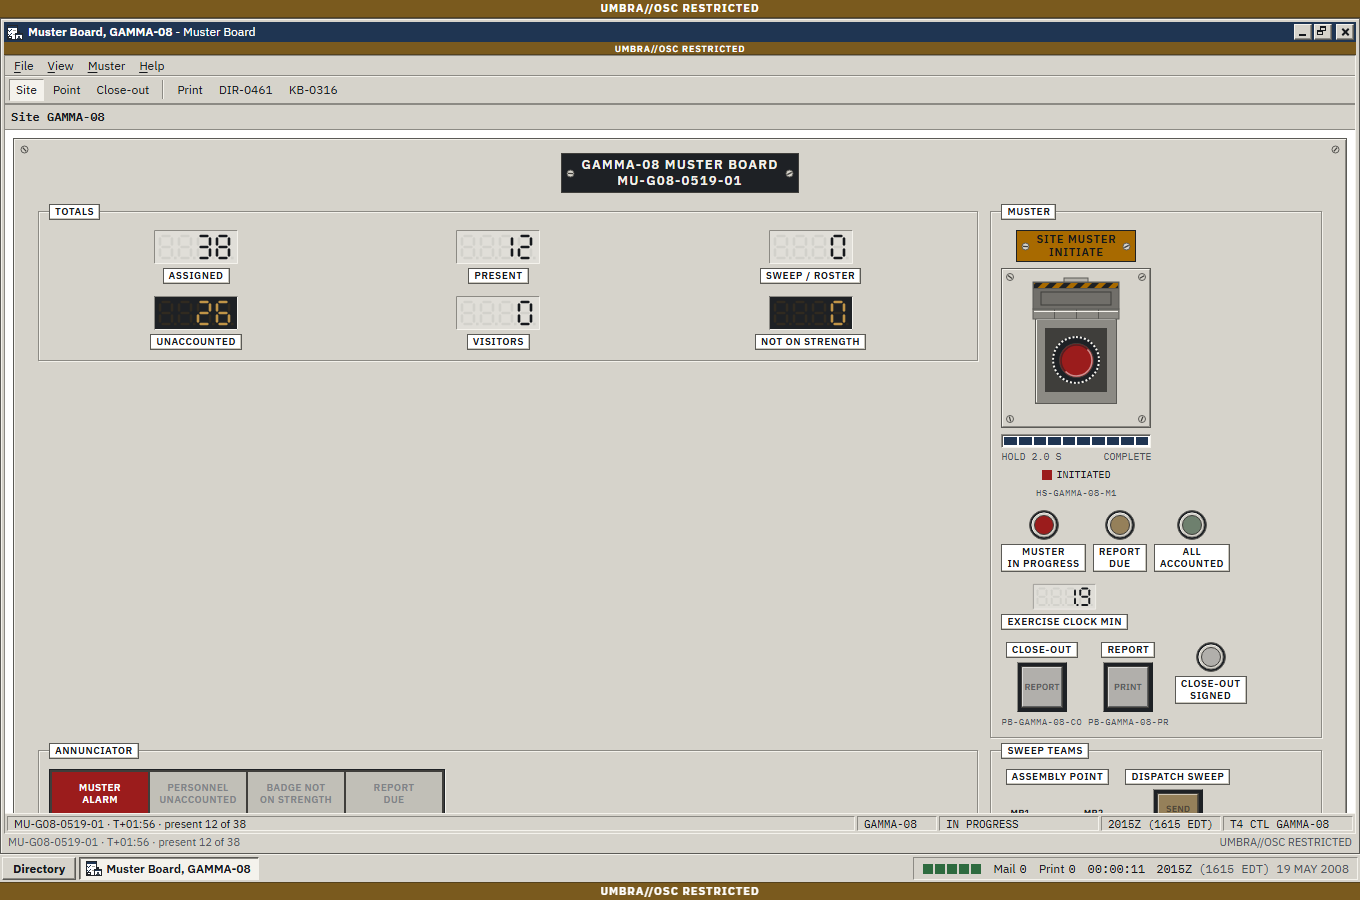 UMBRA//OSC RESTRICTED
Muster Board, GAMMA-08 - Muster Board
UMBRA//OSC RESTRICTED
File View Muster Help
Site Point Close-out Print DIR-0461 KB-0316
Site GAMMA-08
GAMMA-08 MUSTER BOARD
MU-G08-0519-01
TOTALS
38
ASSIGNED
12
PRESENT
0
SWEEP / ROSTER
26
UNACCOUNTED
0
VISITORS
0
NOT ON STRENGTH
MUSTER
SITE MUSTER
INITIATE
HOLD 2.0 S COMPLETE
INITIATED
HS-GAMMA-08-M1
MUSTER
IN PROGRESS
REPORT
DUE
ALL
ACCOUNTED
1.9
EXERCISE CLOCK MIN
CLOSE-OUT
REPORT
PB-GAMMA-08-CO
REPORT
PRINT
PB-GAMMA-08-PR
CLOSE-OUT
SIGNED
ANNUNCIATOR
MUSTER
ALARM
PERSONNEL
UNACCOUNTED
BADGE NOT
ON STRENGTH
REPORT
DUE
SWEEP TEAMS
ASSEMBLY POINT
DISPATCH SWEEP
MP1 MP2
SEND
MU-G08-0519-01 · T+01:56 · present 12 of 38
GAMMA-08
IN PROGRESS
2015Z (1615 EDT)
T4 CTL GAMMA-08
MU-G08-0519-01 · T+01:56 · present 12 of 38
UMBRA//OSC RESTRICTED
Directory
Muster Board, GAMMA-08
Mail 0 Print 0 00:00:11 2015Z (1615 EDT) 19 MAY 2008
UMBRA//OSC RESTRICTED